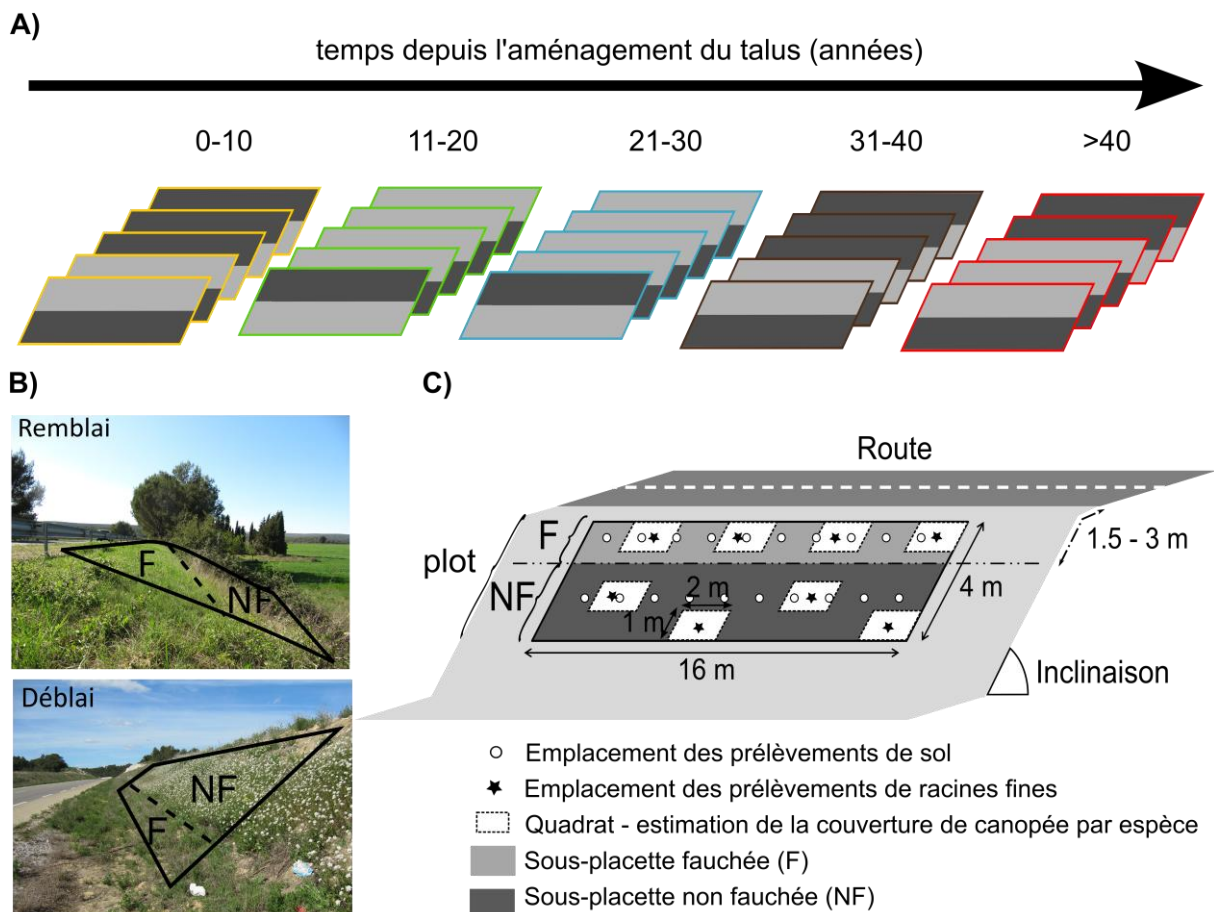 A)
temps depuis l'aménagement du talus (années)
0-10 11-20 21-30 31-40 >40
B)
Remblai
F
NF
Déblai
NF
F
C)
Route
plot
F
NF
1.5 - 3 m
2 m
1 m
4 m
16 m
Inclinaison
Emplacement des prélèvements de sol
Emplacement des prélèvements de racines fines
Quadrat - estimation de la couverture de canopée par espèce
Sous-placette fauchée (F)
Sous-placette non fauchée (NF)